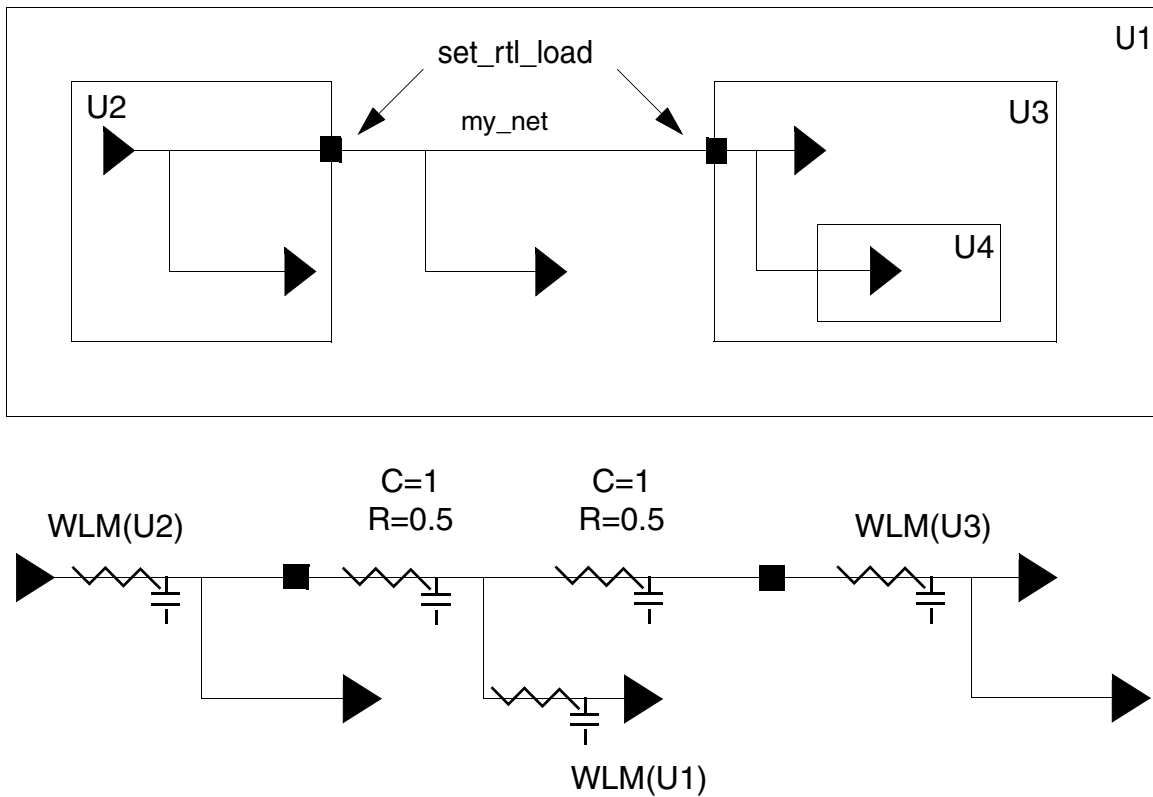 U1
set_rtl_load
U2
my_net
U3
U4
C=1
R=0.5
C=1
R=0.5
WLM(U2)
WLM(U3)
WLM(U1)